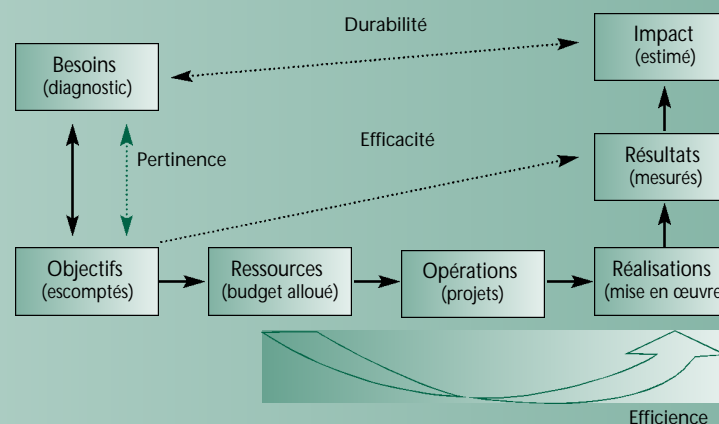 Durabilité
Impact
(estimé)
Besoins
(diagnostic)
Efficacité
Pertinence
Résultats
(mesurés)
Objectifs
(escomptés)
Ressources
(budget alloué)
Opérations
(projets)
Réalisations
(mise en œuvre
Efficience